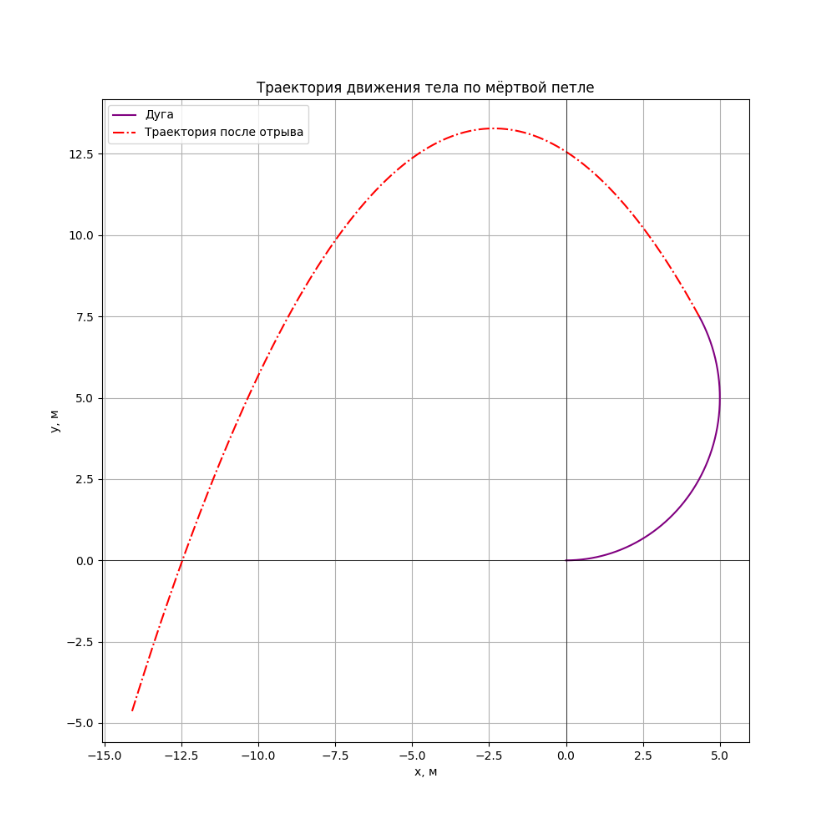 Траектория движения тела по мёртвой петле
Дуга
Траектория после отрыва
12.5
10.0
7.5
5.0
2.5
0.0
−2.5
−5.0
y, м
−15.0 −12.5 −10.0 −7.5 −5.0 −2.5 0.0 2.5 5.0
x, м